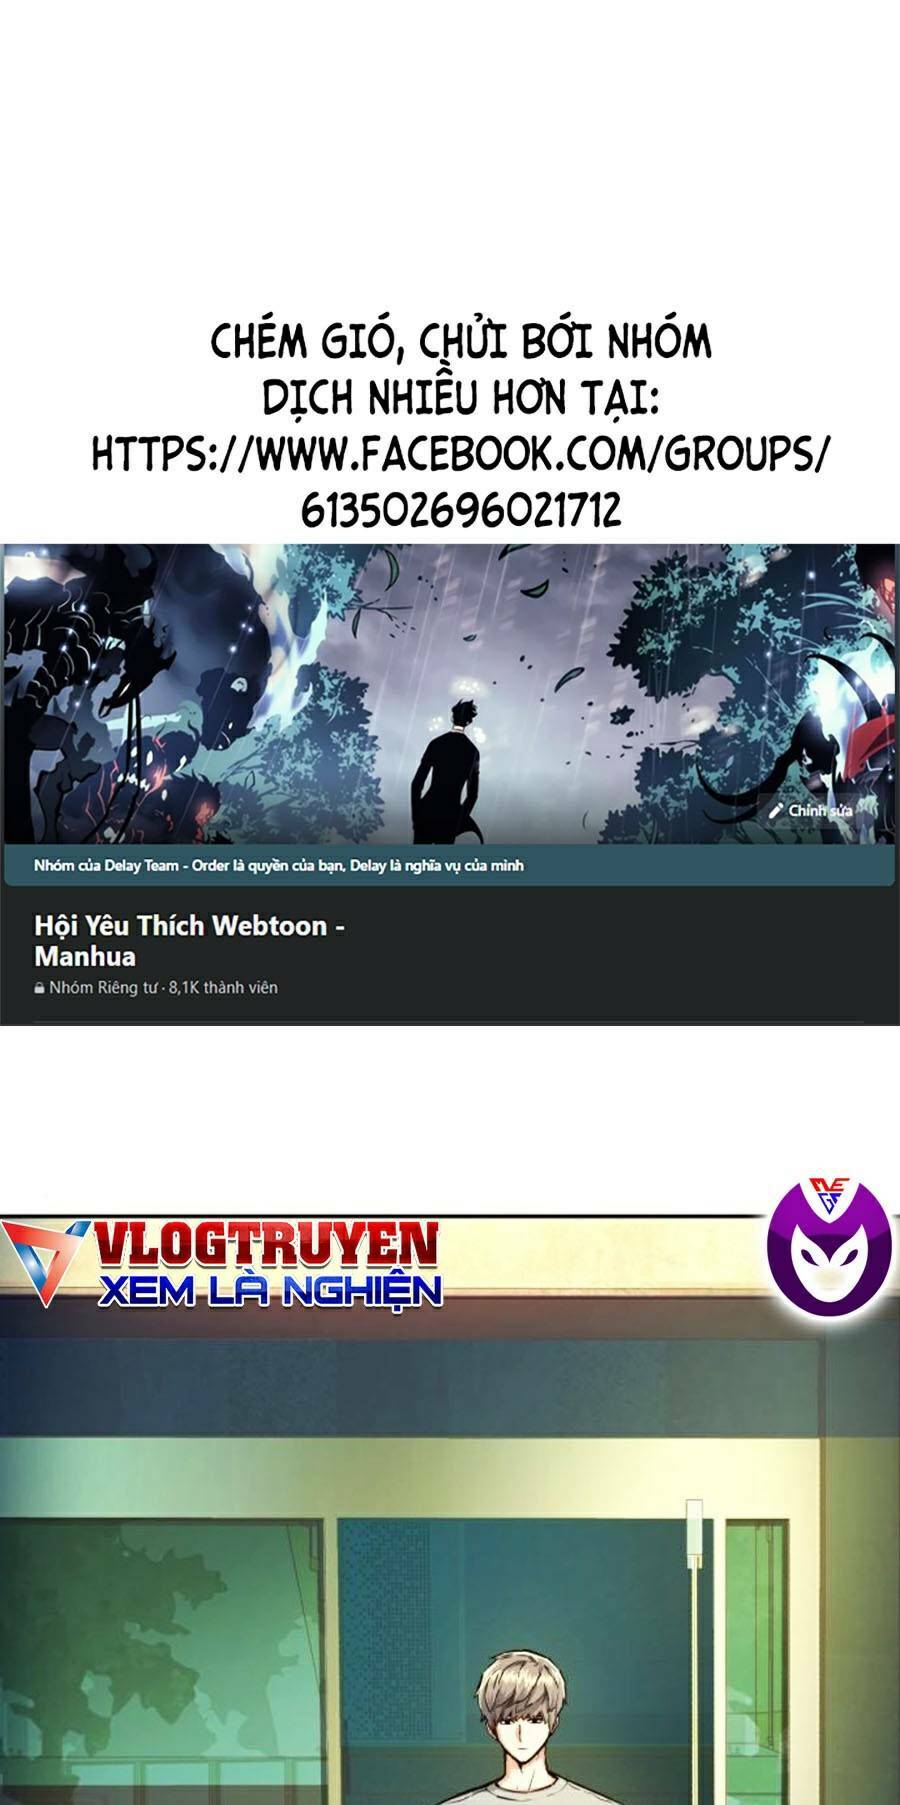 CHÉM GIÓ, CHỬI BỚI NHÓM
DỊCH NHIỀU HƠN TẠI:
HTTPS://WWW.FACEBOOK.COM/GROUPS/
613502696021712
Chỉnh sửa
Nhóm của Delay Team - Order là quyền của bạn, Delay là nghĩa vụ của mình
Hội Yêu Thích Webtoon -
Manhua
Nhóm Riêng tư · 8,1K thành viên
MEGI
VLOGTRUYEN
XEM LÀ NGHIỆN